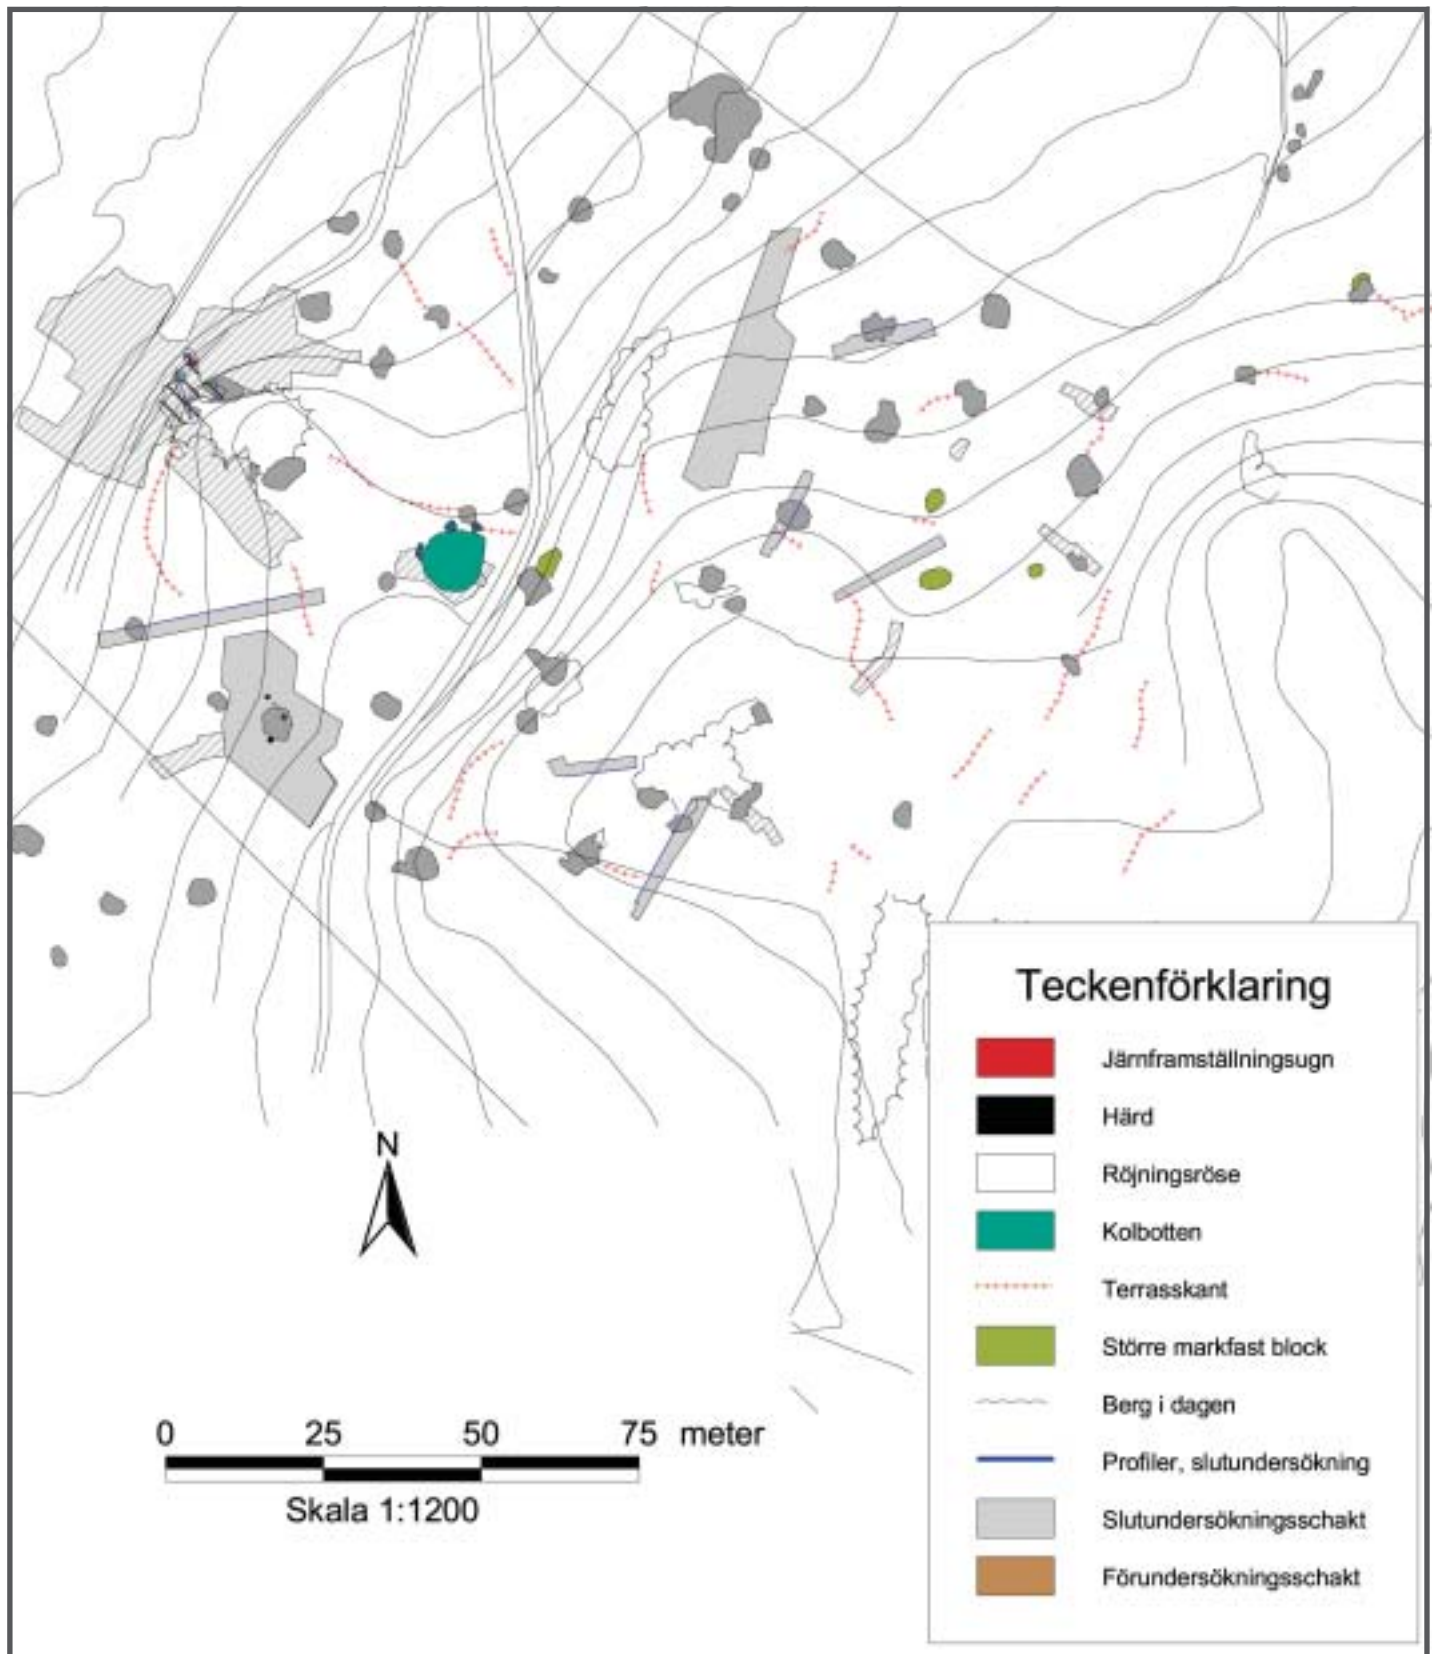 Teckenförklaring
Järnframställningsugn
Härd
Röjningsröse
Kolbotten
Terrasskant
Större markfast block
Berg i dagen
Profiler, slutundersökning
Slutundersökningsschakt
Förundersökningsschakt
N
0 25 50 75 meter
Skala 1:1200